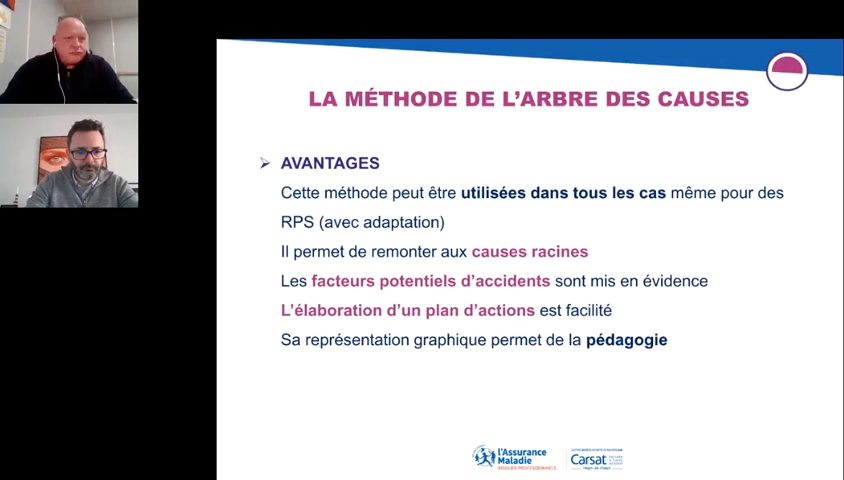 LA MÉTHODE DE L'ARBRE DES CAUSES
➢ AVANTAGES
Cette méthode peut être utilisées dans tous les cas même pour des
RPS (avec adaptation)
Il permet de remonter aux causes racines
Les facteurs potentiels d'accidents sont mis en évidence
L'élaboration d'un plan d'actions est facilité
Sa représentation graphique permet de la pédagogie
l'Assurance
Maladie
RISQUES PROFESSIONNELS
Carsat